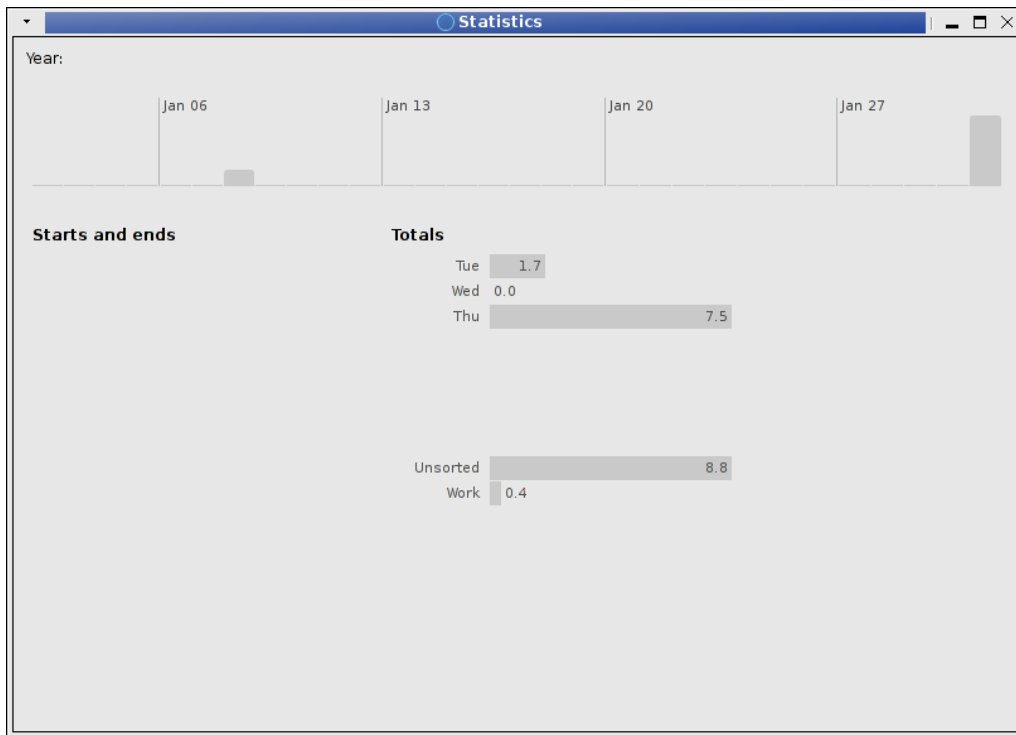 Statistics
Year:
Jan 06 Jan 13 Jan 20 Jan 27
Starts and ends
Totals
Tue 1.7
Wed 0.0
Thu 7.5
Unsorted 8.8
Work 0.4